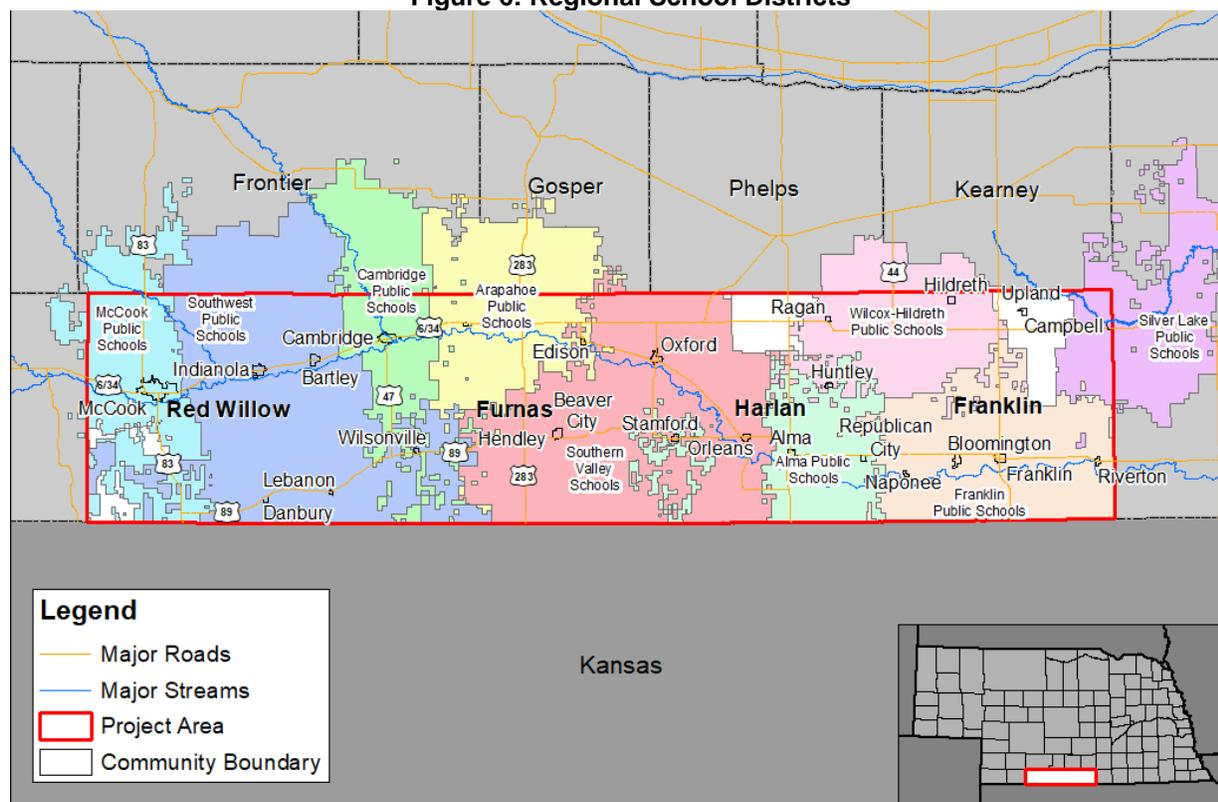 Figure 6: Regional School Districts
Frontier
Gosper
Phelps
Kearney
83
283
44
Cambridge
Public
Schools
Arapahoe
Public
Schools
McCook
Public
Schools
Southwest
Public
Schools
Hildreth
Upland
Ragan
Wilcox-Hildreth
Public Schools
Campbell
Silver Lake
Public
Schools
Cambridge
6/34
Edison
Oxford
Indianola
Bartley
Huntley
6/34
McCook
Red Willow
47
Furnas
Beaver
City
Harlan
Franklin
Wilsonville
Hendley
Stamford
Orleans
Alma
Republican
City
Bloomington
83
89
283
Southern
Valley
Schools
Alma Public
Schools
Naponee
Franklin
Riverton
Lebanon
Danbury
89
Franklin
Public Schools
Kansas
Legend
Major Roads
Major Streams
Project Area
Community Boundary